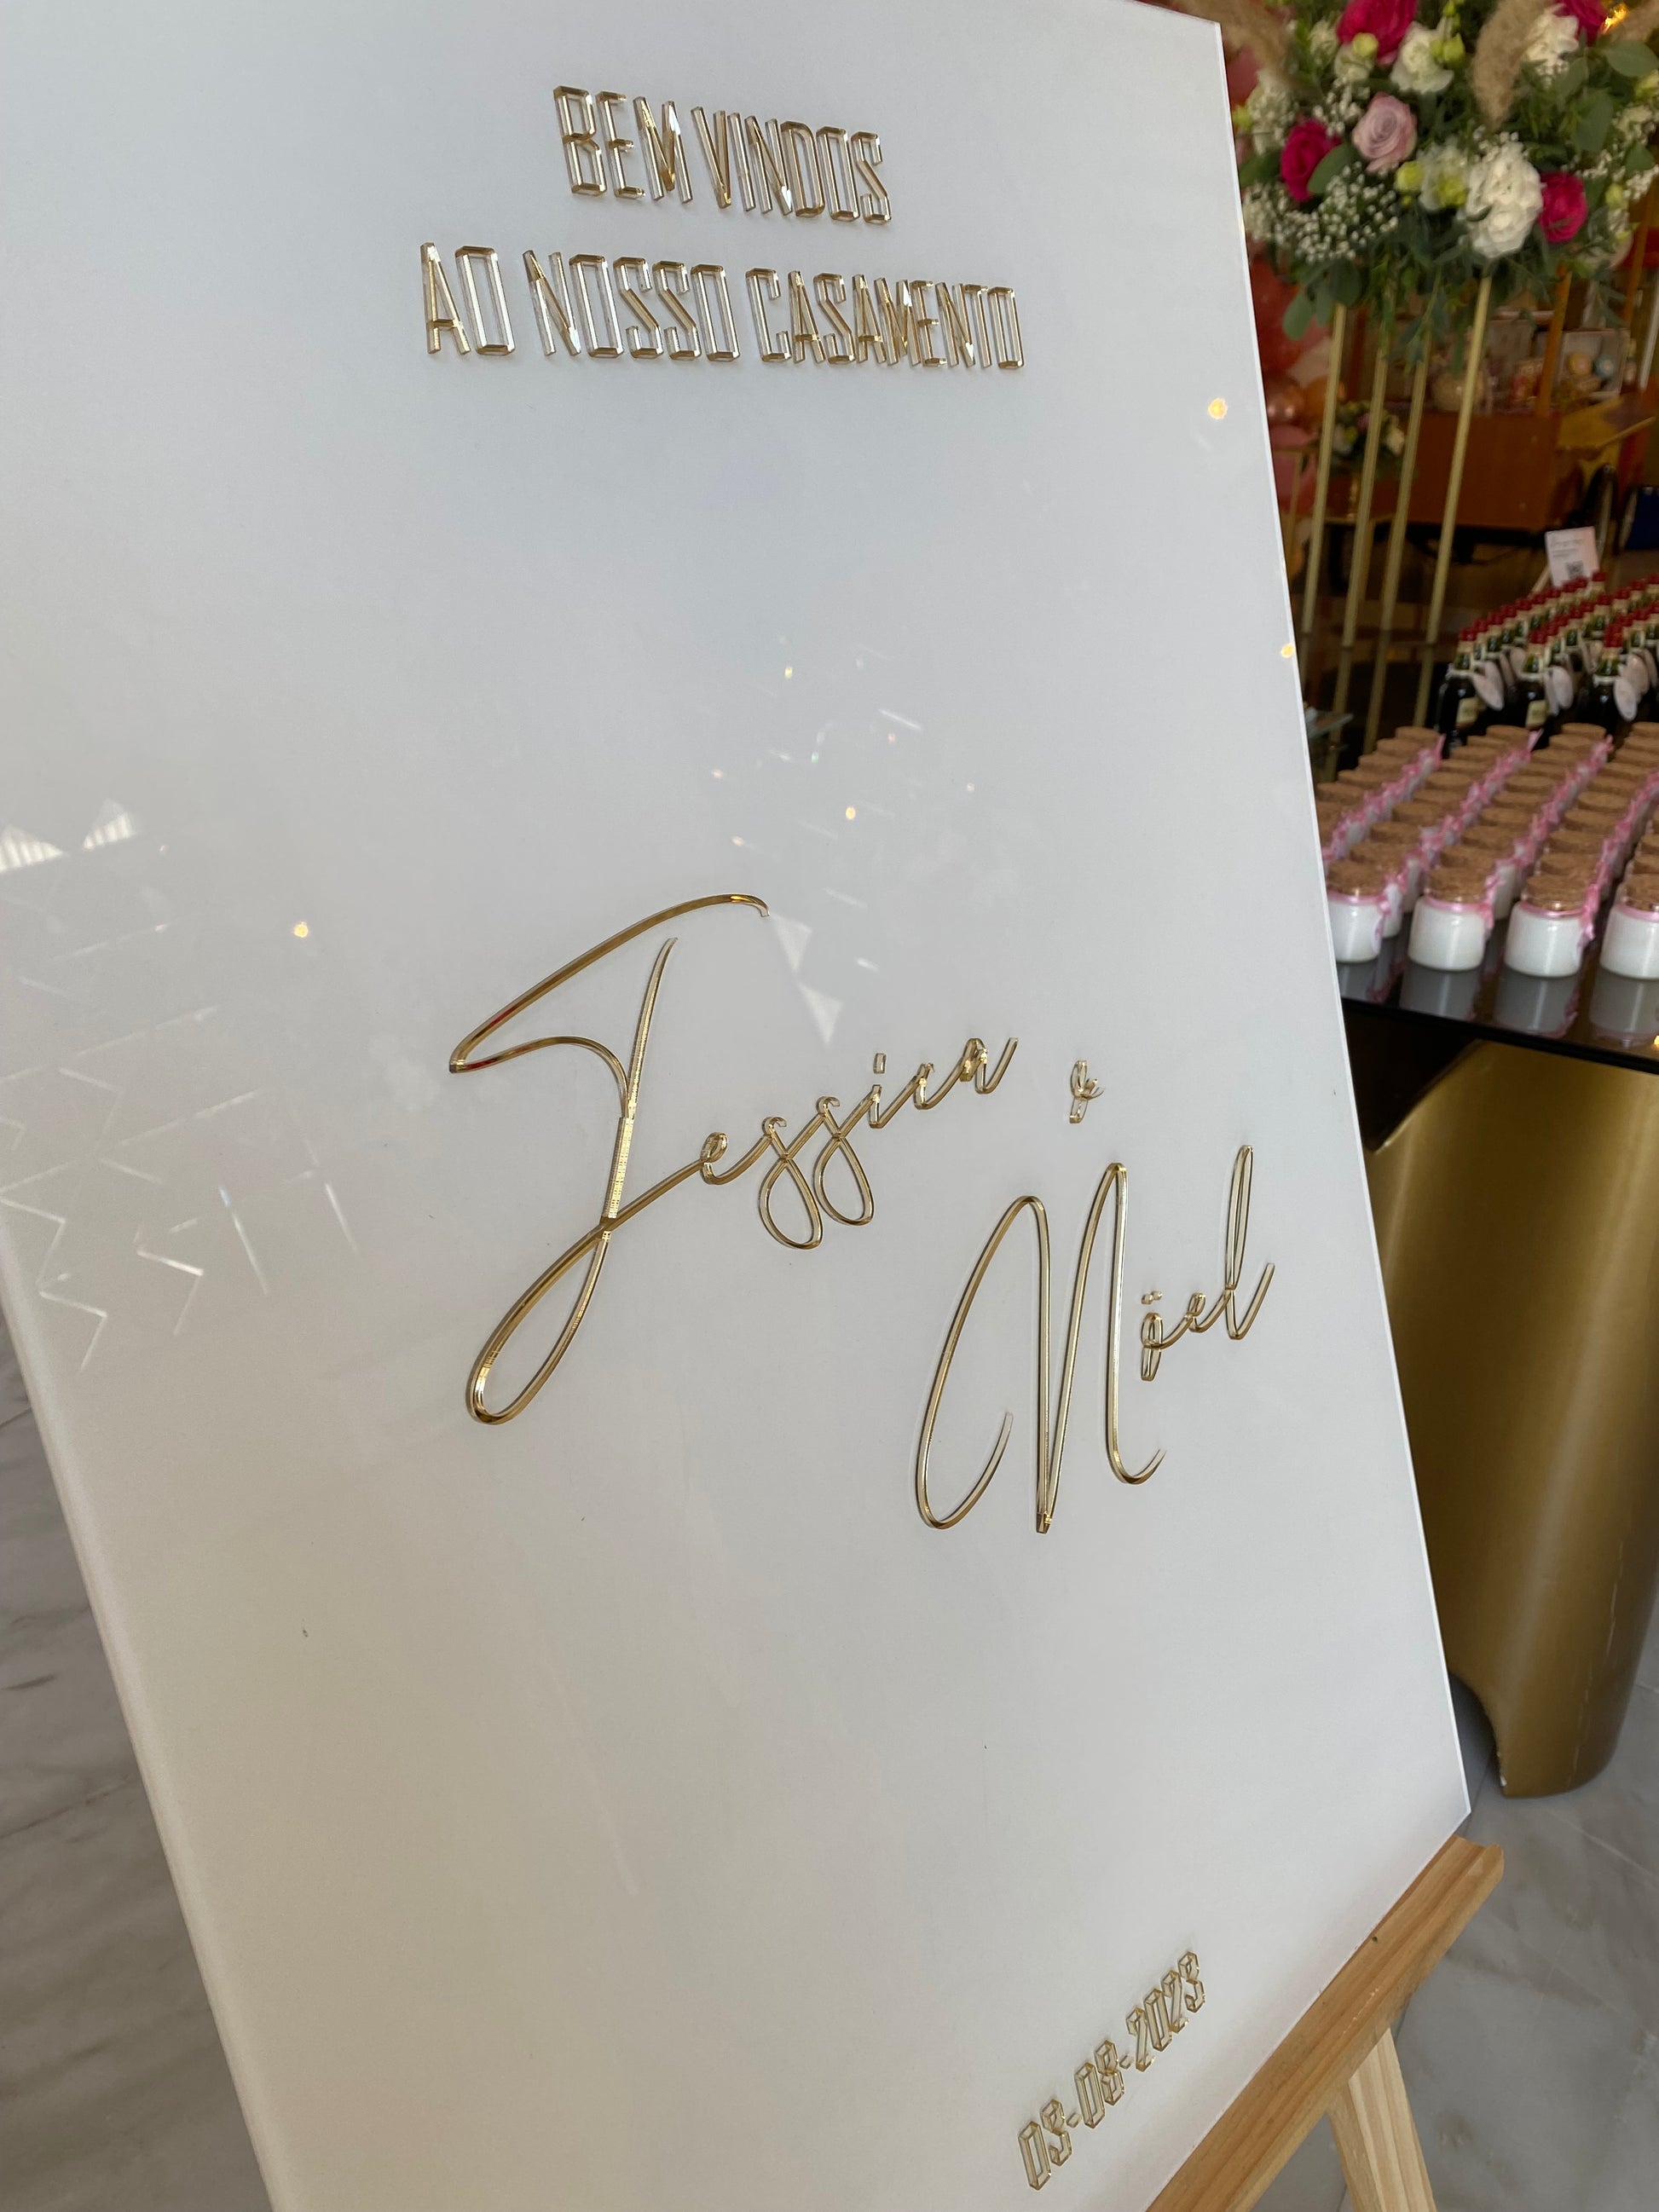 BEM VINDOS
AO NOSSO CASAMENTO
Jessica &
Nöel
03-08-2023